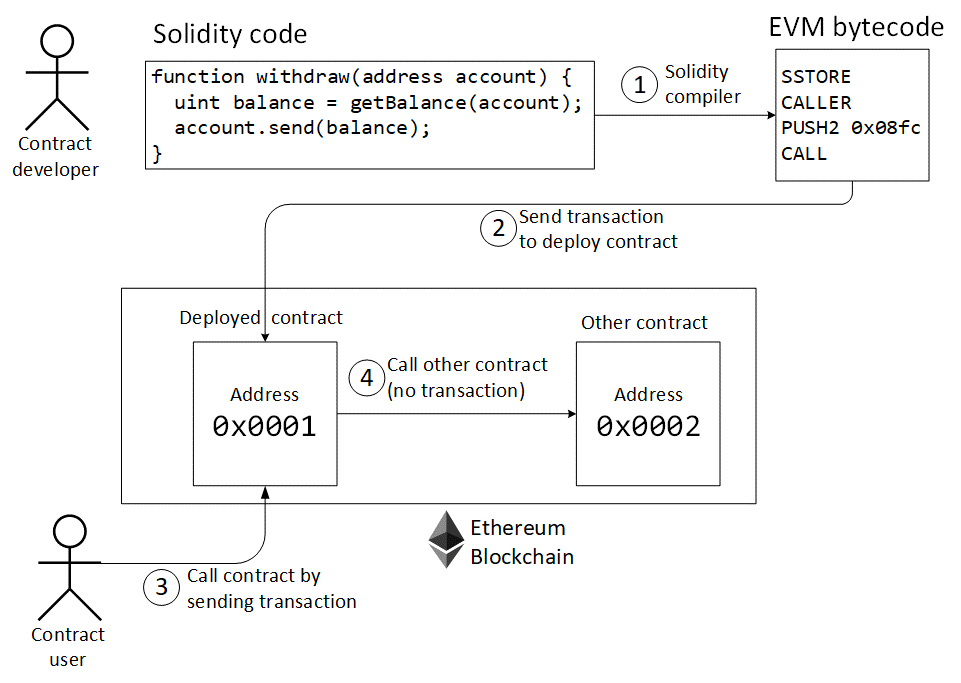 Solidity code
EVM bytecode
function withdraw(address account) {
  uint balance = getBalance(account);
  account.send(balance);
}
1
Solidity
compiler
SSTORE
CALLER
PUSH2 0x08fc
CALL
Contract
developer
2
Send transaction
to deploy contract
Deployed contract
Other contract
Address
0x0001
4
Call other contract
(no transaction)
Address
0x0002
Ethereum
Blockchain
3
Call contract by
sending transaction
Contract
user